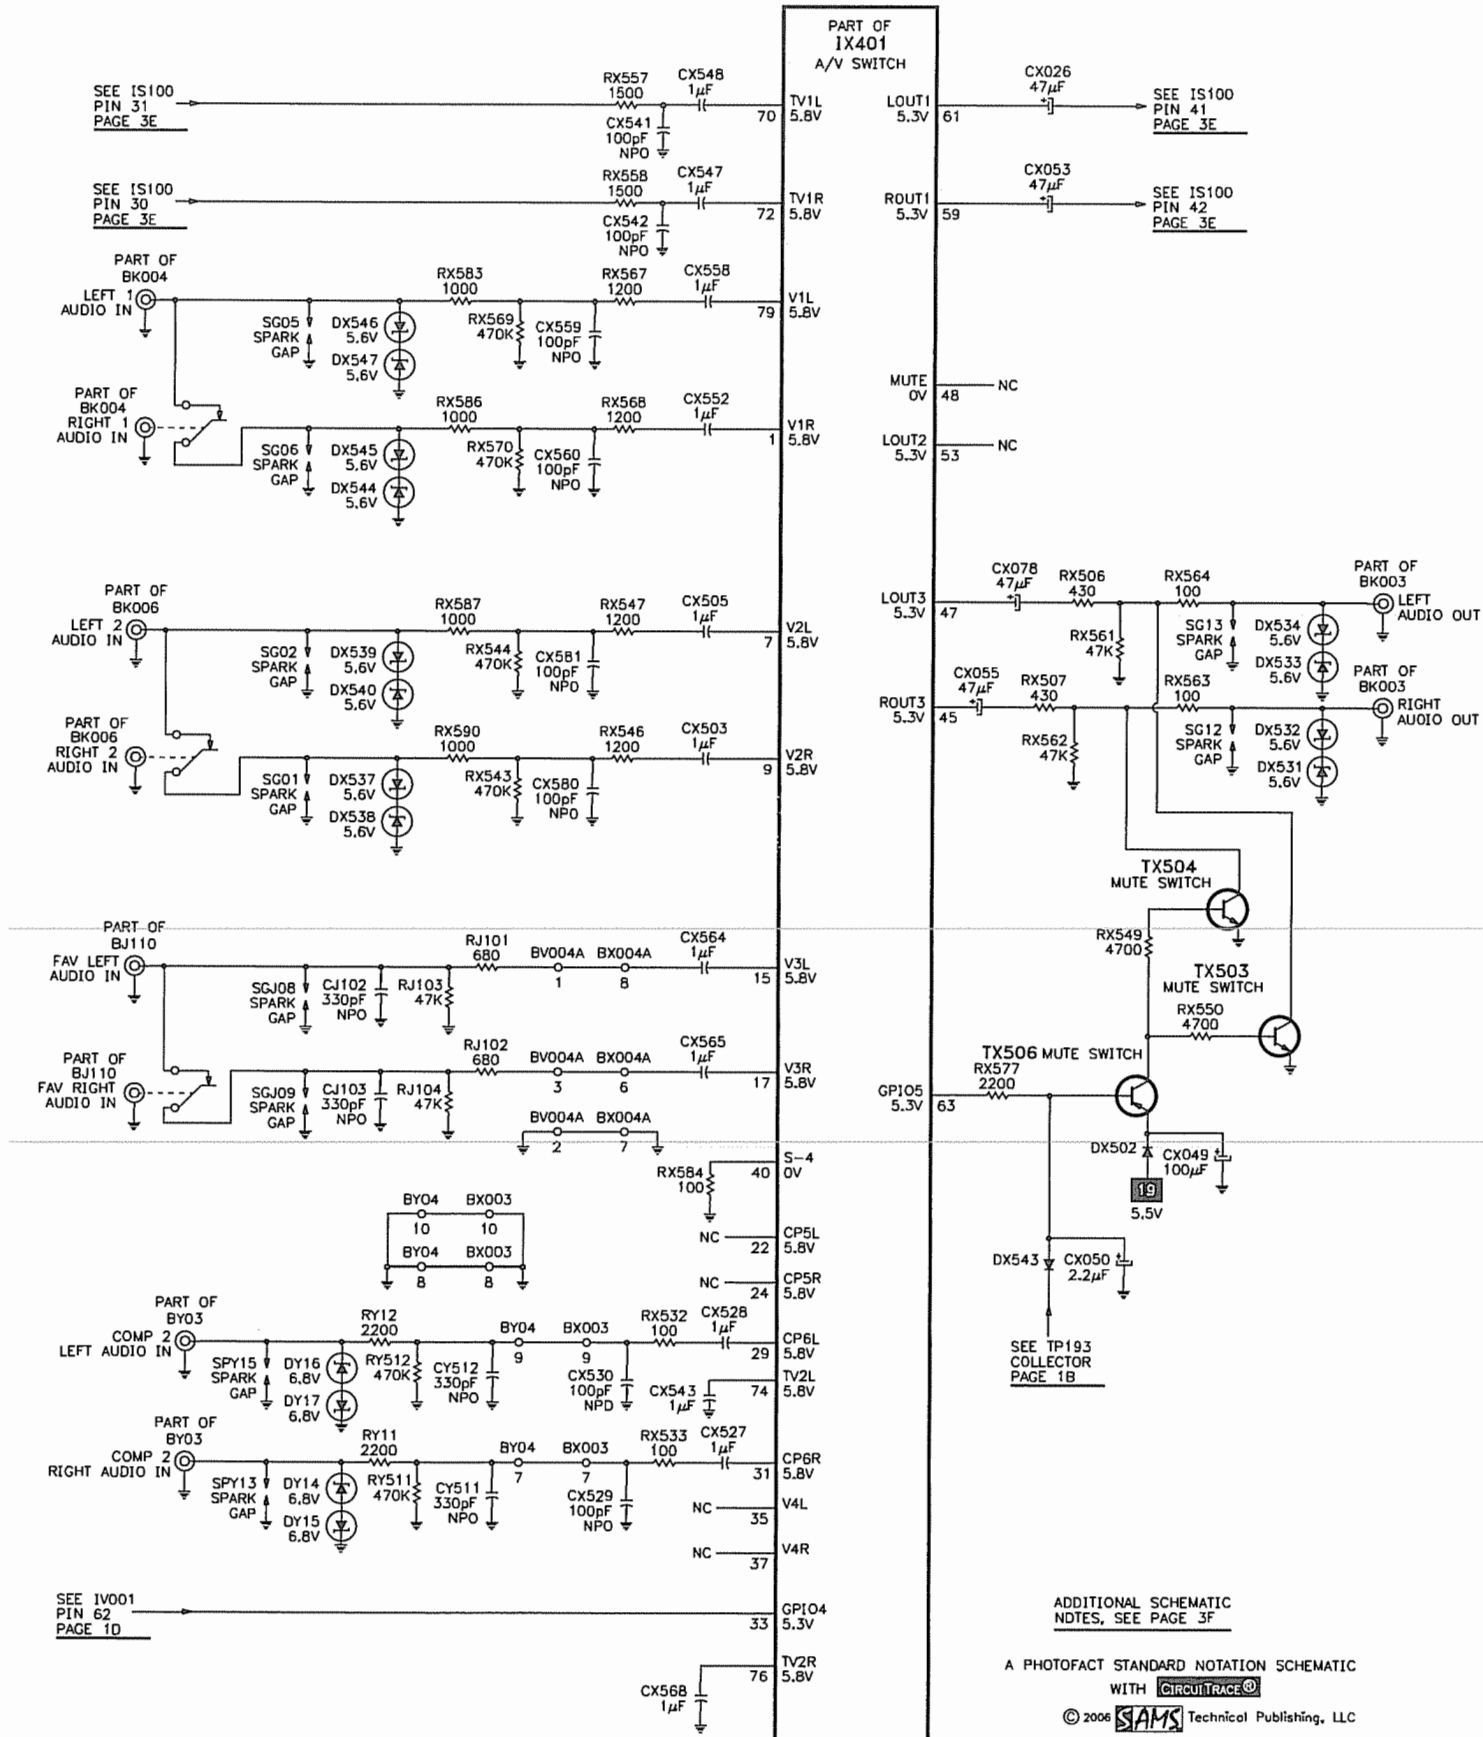 PART OF
IX401
A/V SWITCH
SEE IS100
PIN 31
PAGE 3E
RX557
1500
CX548
1µF
CX541
100pF
NPO
TV1L
70
5.8V
LOUT1
5.3V
61
CX026
47µF
SEE IS100
PIN 41
PAGE 3E
SEE IS100
PIN 30
PAGE 3E
RX558
1500
CX547
1µF
CX542
100pF
NPO
TV1R
72
5.8V
ROUT1
5.3V
59
CX053
47µF
SEE IS100
PIN 42
PAGE 3E
PART OF
BK004
LEFT 1
AUDIO IN
SG05
SPARK
GAP
DX546
5.6V
DX547
5.6V
RX583
1000
RX569
470K
CX559
100pF
NPO
RX567
1200
CX558
1µF
V1L
79
5.8V
PART OF
BK004
RIGHT 1
AUDIO IN
SG06
SPARK
GAP
DX545
5.6V
DX544
5.6V
RX586
1000
RX570
470K
CX560
100pF
NPO
RX568
1200
CX552
1µF
V1R
1
5.8V
MUTE
0V
48
NC
LOUT2
5.3V
53
NC
PART OF
BK006
LEFT 2
AUDIO IN
SG02
SPARK
GAP
DX539
5.6V
DX540
5.6V
RX587
1000
RX544
470K
CX581
100pF
NPO
RX547
1200
CX505
1µF
V2L
7
5.8V
PART OF
BK006
RIGHT 2
AUDIO IN
SG01
SPARK
GAP
DX537
5.6V
DX538
5.6V
RX590
1000
RX543
470K
CX580
100pF
NPO
RX546
1200
CX503
1µF
V2R
9
5.8V
LOUT3
5.3V
47
CX078
47µF
RX506
430
RX561
47K
RX564
100
SG13
SPARK
GAP
DX534
5.6V
DX533
5.6V
PART OF
BK003
LEFT
AUDIO OUT
ROUT3
5.3V
45
CX055
47µF
RX507
430
RX562
47K
RX563
100
SG12
SPARK
GAP
DX532
5.6V
DX531
5.6V
PART OF
BK003
RIGHT
AUDIO OUT
TX504
MUTE SWITCH
RX549
4700
TX503
MUTE SWITCH
RX550
4700
TX506 MUTE SWITCH
RX577
2200
GPIO5
5.3V
63
DX502
CX049
100µF
19
5.5V
DX543
CX050
2.2µF
SEE TP193
COLLECTOR
PAGE 1B
PART OF
BJ110
FAV LEFT
AUDIO IN
SGJ08
SPARK
GAP
CJ102
330pF
NPO
RJ103
47K
RJ101
680
BV004A
1
BX004A
8
CX564
1µF
V3L
15
5.8V
PART OF
BJ110
FAV RIGHT
AUDIO IN
SGJ09
SPARK
GAP
CJ103
330pF
NPO
RJ104
47K
RJ102
680
BV004A
3
BX004A
6
CX565
1µF
V3R
17
5.8V
BV004A
2
BX004A
7
RX584
100
S-4
40
0V
BY04
10
BX003
10
BY04
8
BX003
8
NC
CP5L
22
5.8V
NC
CP5R
24
5.8V
PART OF
BY03
COMP 2
LEFT AUDIO IN
SPY15
SPARK
GAP
DY16
6.8V
DY17
6.8V
RY12
2200
RY512
470K
CY512
330pF
NPO
BY04
9
BX003
9
CX530
100pF
NPO
RX532
100
CX528
1µF
CP6L
29
5.8V
CX543
1µF
TV2L
74
5.8V
PART OF
BY03
COMP 2
RIGHT AUDIO IN
SPY13
SPARK
GAP
DY14
6.8V
DY15
6.8V
RY11
2200
RY511
470K
CY511
330pF
NPO
BY04
7
BX003
7
CX529
100pF
NPO
RX533
100
CX527
1µF
CP6R
31
5.8V
NC
V4L
35
NC
V4R
37
SEE IV001
PIN 62
PAGE 1D
GPIO4
33
5.3V
CX568
1µF
TV2R
76
5.8V
ADDITIONAL SCHEMATIC
NOTES, SEE PAGE 3F
A PHOTOFACT STANDARD NOTATION SCHEMATIC
WITH CIRCUITRACE®
© 2006 SAMS Technical Publishing, LLC